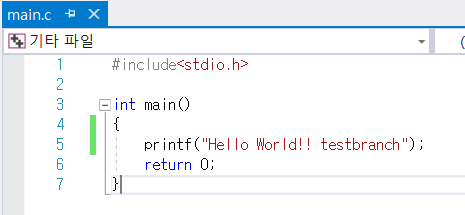 main.c
기타 파일
1 #include<stdio.h>
2
3 int main()
4 {
5 printf("Hello World!! testbranch");
6 return 0;
7 }